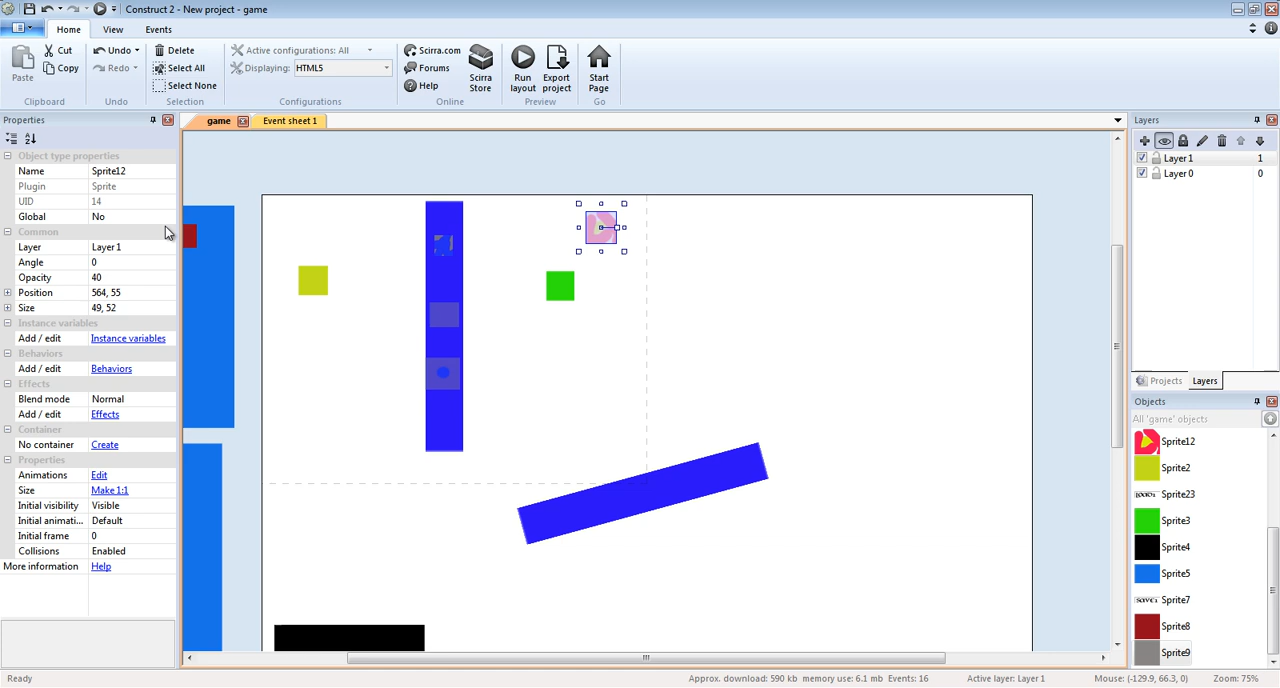 Construct 2 - New project - game
Home View Events
Paste Cut Copy Clipboard
Undo Redo Undo
Delete Select All Select None Selection
Active configurations: All
Displaying: HTML5
Configurations
Scirra.com Forums Help Scirra Store Online
Run layout Export project Preview
Start Page Go
Properties
game Event sheet 1
Object type properties
Name Sprite12
Plugin Sprite
UID 14
Global No
Common
Layer Layer 1
Angle 0
Opacity 40
Position 564, 55
Size 49, 52
Instance variables
Add / edit Instance variables
Behaviors
Add / edit Behaviors
Effects
Blend mode Normal
Add / edit Effects
Container
No container Create
Properties
Animations Edit
Size Make 1:1
Initial visibility Visible
Initial animati... Default
Initial frame 0
Collisions Enabled
More information Help
Layers
Layer 1 1
Layer 0 0
Projects Layers
Objects
All 'game' objects
Sprite12
Sprite2
Sprite23
Sprite3
Sprite4
Sprite5
Sprite7
Sprite8
Sprite9
Ready Approx. download: 590 kb memory use: 6.1 mb Events: 16 Active layer: Layer 1 Mouse: (-129.9, 66.3, 0) Zoom: 75%